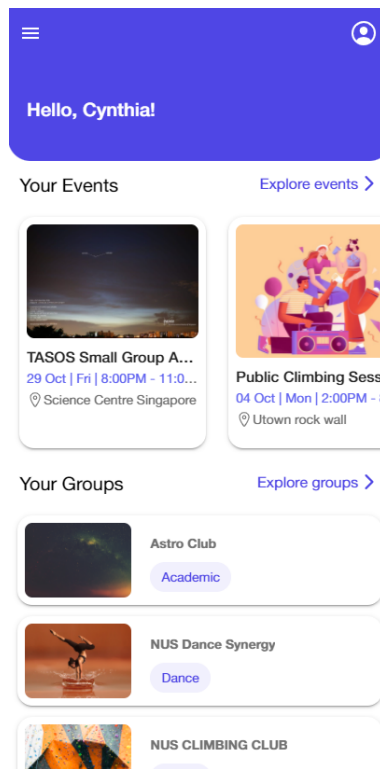 Hello, Cynthia!
Your Events
Explore events
TASOS Small Group A...
29 Oct | Fri | 8:00PM - 11:0...
Science Centre Singapore
Public Climbing Sess
04 Oct | Mon | 2:00PM -
Utown rock wall
Your Groups
Explore groups
Astro Club
Academic
NUS Dance Synergy
Dance
NUS CLIMBING CLUB